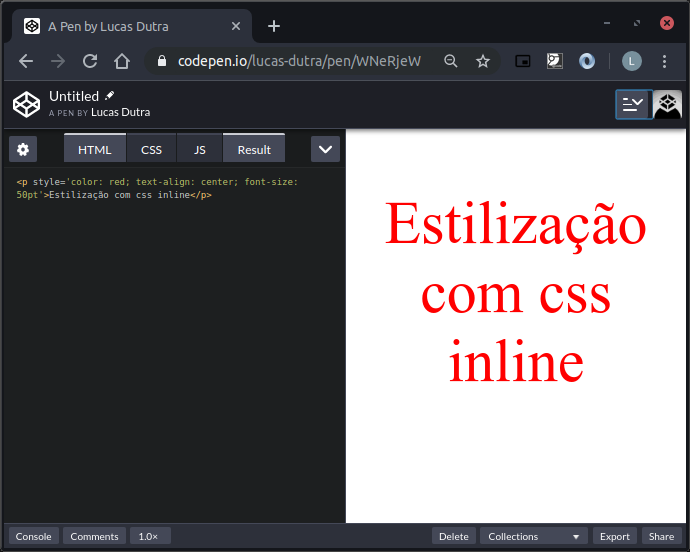 A Pen by Lucas Dutra
codepen.io/lucas-dutra/pen/WNeRjeW
L
Untitled
A PEN BY Lucas Dutra
HTML CSS JS Result
<p style='color: red; text-align: center; font-size:
50pt'>Estilização com css inline</p>
Estilização
com css
inline
Console Comments 1.0× Delete Collections Export Share